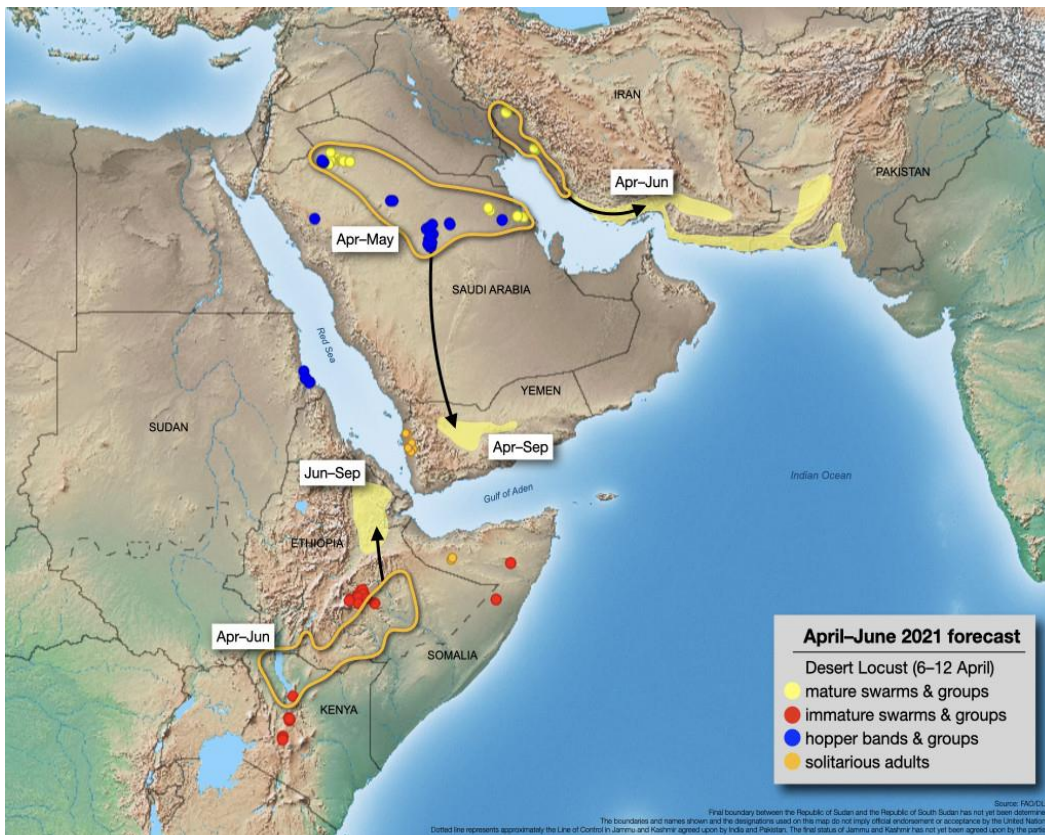 IRAN
PAKISTAN
Apr–Jun
Apr–May
SAUDI ARABIA
Red Sea
YEMEN
SUDAN
Apr–Sep
Jun–Sep
Gulf of Aden
Indian Ocean
ETHIOPIA
Apr–Jun
SOMALIA
KENYA
April–June 2021 forecast
Desert Locust (6–12 April)
mature swarms & groups
immature swarms & groups
hopper bands & groups
solitarious adults
Source: FAO/DL
Final boundary between the Republic of Sudan and the Republic of South Sudan has not yet been determine
The boundaries and names shown and the designations used on this map do not imply official endorsement or acceptance by the United Nation
Dotted line represents approximately the Line of Control in Jammu and Kashmir agreed upon by India and Pakistan. The final status of Jammu and Kashmir has not yet been agreed upon by the parte